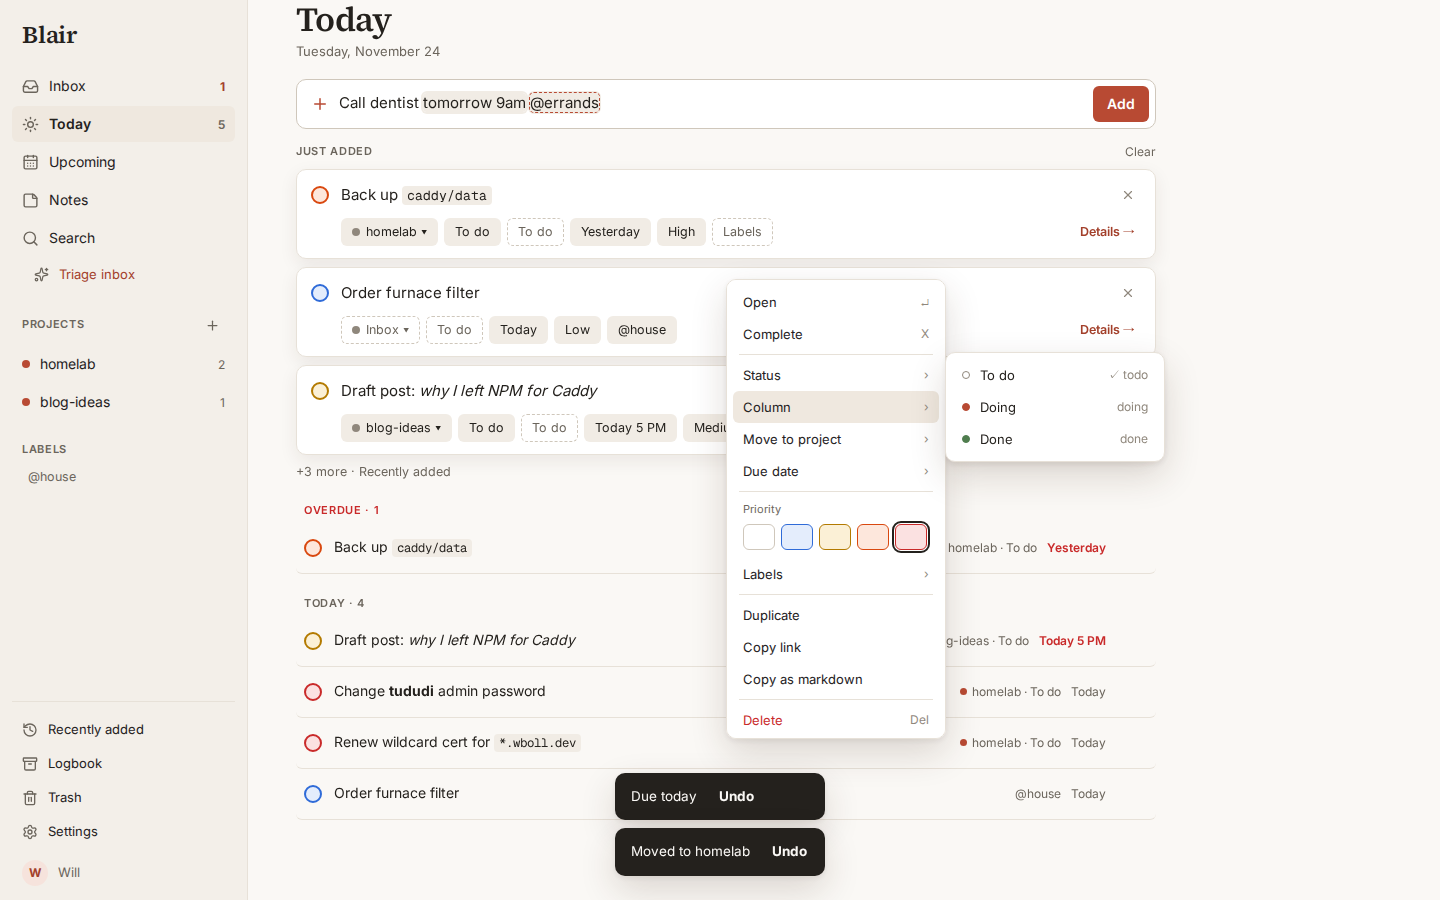 Blair
Inbox 1
Today 5
Upcoming
Notes
Search
Triage inbox
PROJECTS
homelab 2
blog-ideas 1
LABELS
@house
Recently added
Logbook
Trash
Settings
W Will
Today
Tuesday, November 24
Call dentist tomorrow 9am @errands Add
JUST ADDED Clear
Back up caddy/data
homelab To do To do Yesterday High Labels Details →
Order furnace filter
Inbox To do Today Low @house Details →
Draft post: why I left NPM for Caddy
blog-ideas To do To do Today 5 PM
+3 more · Recently added
OVERDUE · 1
Back up caddy/data homelab · To do Yesterday
TODAY · 4
Draft post: why I left NPM for Caddy g-ideas · To do Today 5 PM
Change tududi admin password homelab · To do Today
Renew wildcard cert for *.wboll.dev homelab · To do Today
Order furnace filter @house Today
Open ↵
Complete X
Status ›
Column ›
Move to project ›
Due date ›
Priority
Labels ›
Duplicate
Copy link
Copy as markdown
Delete Del
To do ✓ todo
Doing doing
Done done
Due today Undo
Moved to homelab Undo